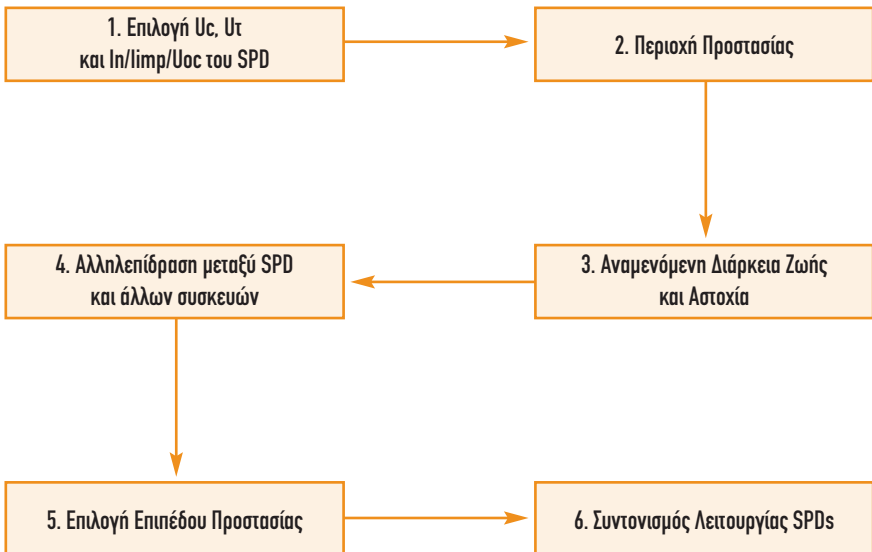 1. Επιλογή Uc, Uτ
και In/Iimp/Uoc του SPD
2. Περιοχή Προστασίας
3. Αναμενόμενη Διάρκεια Ζωής
και Αστοχία
4. Αλληλεπίδραση μεταξύ SPD
και άλλων συσκευών
5. Επιλογή Επιπέδου Προστασίας
6. Συντονισμός Λειτουργίας SPDs